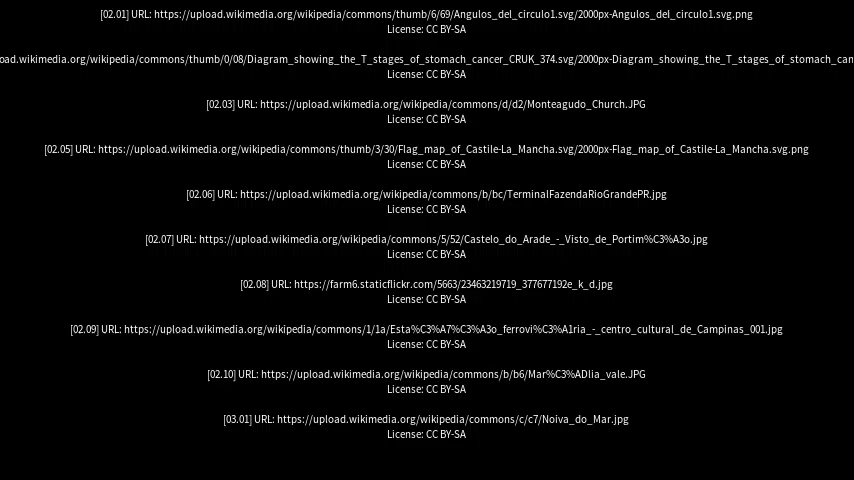 [02.01] URL: https://upload.wikimedia.org/wikipedia/commons/thumb/6/69/Angulos_del_circulo1.svg/2000px-Angulos_del_circulo1.svg.png
License: CC BY-SA
oad.wikimedia.org/wikipedia/commons/thumb/0/08/Diagram_showing_the_T_stages_of_stomach_cancer_CRUK_374.svg/2000px-Diagram_showing_the_T_stages_of_stomach_can
License: CC BY-SA
[02.03] URL: https://upload.wikimedia.org/wikipedia/commons/d/d2/Monteagudo_Church.JPG
License: CC BY-SA
[02.05] URL: https://upload.wikimedia.org/wikipedia/commons/thumb/3/30/Flag_map_of_Castile-La_Mancha.svg/2000px-Flag_map_of_Castile-La_Mancha.svg.png
License: CC BY-SA
[02.06] URL: https://upload.wikimedia.org/wikipedia/commons/b/bc/TerminalFazendaRioGrandePR.jpg
License: CC BY-SA
[02.07] URL: https://upload.wikimedia.org/wikipedia/commons/5/52/Castelo_do_Arade_-_Visto_de_Portim%C3%A3o.jpg
License: CC BY-SA
[02.08] URL: https://farm6.staticflickr.com/5663/23463219719_377677192e_k_d.jpg
License: CC BY-SA
[02.09] URL: https://upload.wikimedia.org/wikipedia/commons/1/1a/Esta%C3%A7%C3%A3o_ferrovi%C3%A1ria_-_centro_cultural_de_Campinas_001.jpg
License: CC BY-SA
[02.10] URL: https://upload.wikimedia.org/wikipedia/commons/b/b6/Mar%C3%ADlia_vale.JPG
License: CC BY-SA
[03.01] URL: https://upload.wikimedia.org/wikipedia/commons/c/c7/Noiva_do_Mar.jpg
License: CC BY-SA